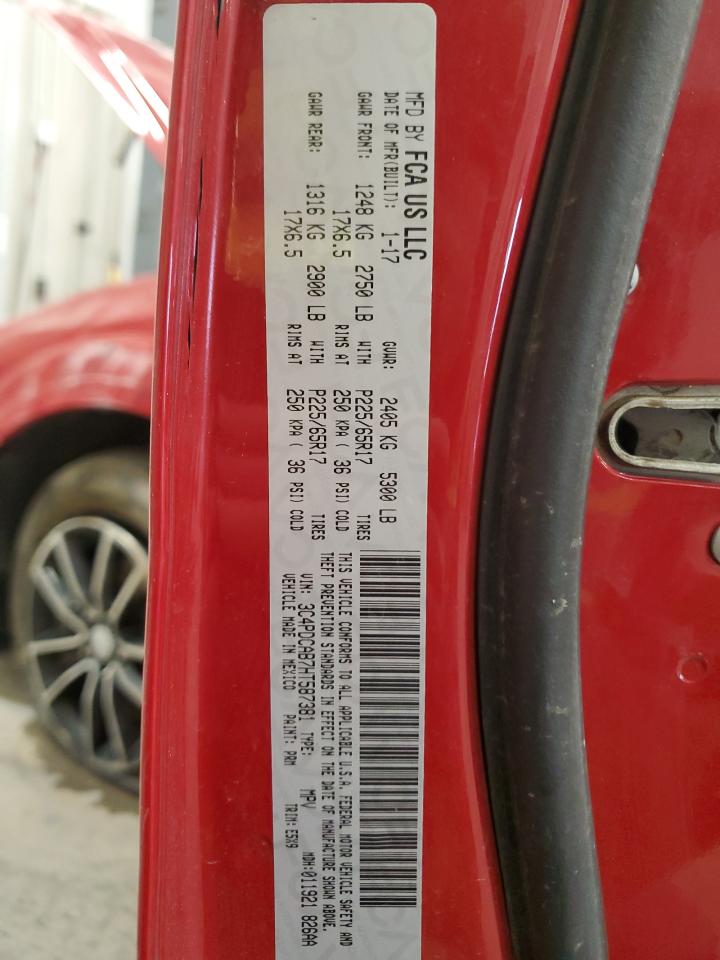 MFD BY FCA US LLC
DATE OF MFR(BUILT): 1-17 GVWR: 2405 KG 5300 LB
GAWR FRONT: 1248 KG 2750 LB WITH P225/65R17 TIRES
17X6.5 RIMS AT 250 KPA ( 36 PSI) COLD
GAWR REAR: 1316 KG 2900 LB WITH P225/65R17 TIRES
17X6.5 RIMS AT 250 KPA ( 36 PSI) COLD
THIS VEHICLE CONFORMS TO ALL APPLICABLE U.S.A. FEDERAL MOTOR VEHICLE SAFETY AND
THEFT PREVENTION STANDARDS IN EFFECT ON THE DATE OF MANUFACTURE SHOWN ABOVE.
VIN: 3C4PDCAB7HT587381 TYPE: MPV MDH:011921 826AA
VEHICLE MADE IN MEXICO PAINT: PRM TRIM: E5X9